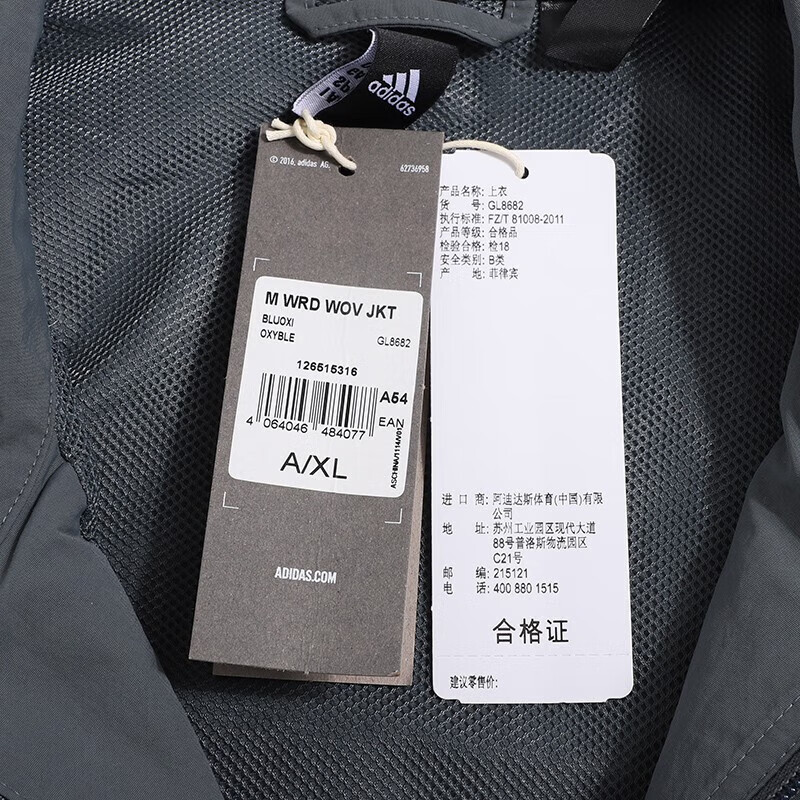 adidas
© 2016, adidas AG.
62736958
M WRD WOV JKT
BLUOXI
OXYBLE
GL8682
126515316
A54
EAN
4 064046 484077
ASCHINA/1114/V01
A/XL
ADIDAS.COM
产品名称: 上衣
货 号: GL8682
执行标准: FZ/T 81008-2011
产品等级: 合格品
检验合格: 检18
安全类别: B类
产 地: 菲律宾
进 口 商: 阿迪达斯体育(中国)有限
公司
地 址: 苏州工业园区现代大道
88号普洛斯物流园区
C21号
邮 编: 215121
电 话: 400 880 1515
合格证
建议零售价: